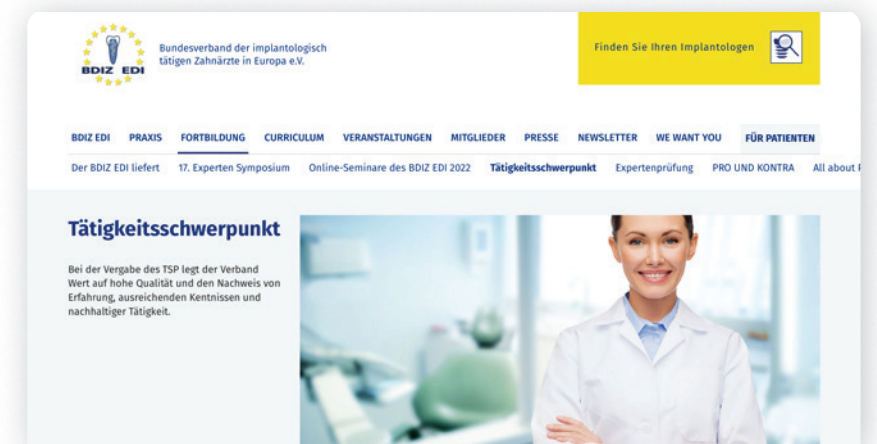 BDIZ EDI
Bundesverband der implantologisch
tätigen Zahnärzte in Europa e.V.
Finden Sie Ihren Implantologen
BDIZ EDI PRAXIS FORTBILDUNG CURRICULUM VERANSTALTUNGEN MITGLIEDER PRESSE NEWSLETTER WE WANT YOU FÜR PATIENTEN
Der BDIZ EDI liefert 17. Experten Symposium Online-Seminare des BDIZ EDI 2022 Tätigkeitsschwerpunkt Expertenprüfung PRO UND KONTRA All about
Tätigkeitsschwerpunkt
Bei der Vergabe des TSP legt der Verband
Wert auf hohe Qualität und den Nachweis von
Erfahrung, ausreichenden Kentnissen und
nachhaltiger Tätigkeit.